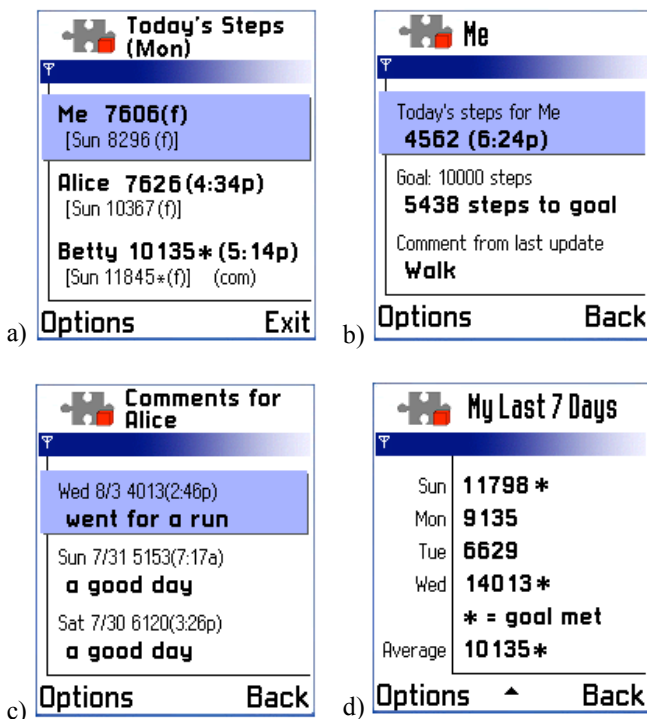 Today's Steps
(Mon)
Me 7606(f)
[Sun 8296 (f)]
Alice 7626 (4:34p)
[Sun 10367 (f)]
Betty 10135* (5:14p)
[Sun 11845*(f)] (com)
Options Exit
a)
Me
Today's steps for Me
4562 (6:24p)
Goal: 10000 steps
5438 steps to goal
Comment from last update
Walk
Options Back
b)
Comments for
Alice
Wed 8/3 4013(2:46p)
went for a run
Sun 7/31 5153(7:17a)
a good day
Sat 7/30 6120(3:26p)
a good day
Options Back
c)
My Last 7 Days
Sun 11798 *
Mon 9135
Tue 6629
Wed 14013 *
* = goal met
Average 10135*
Options Back
d)